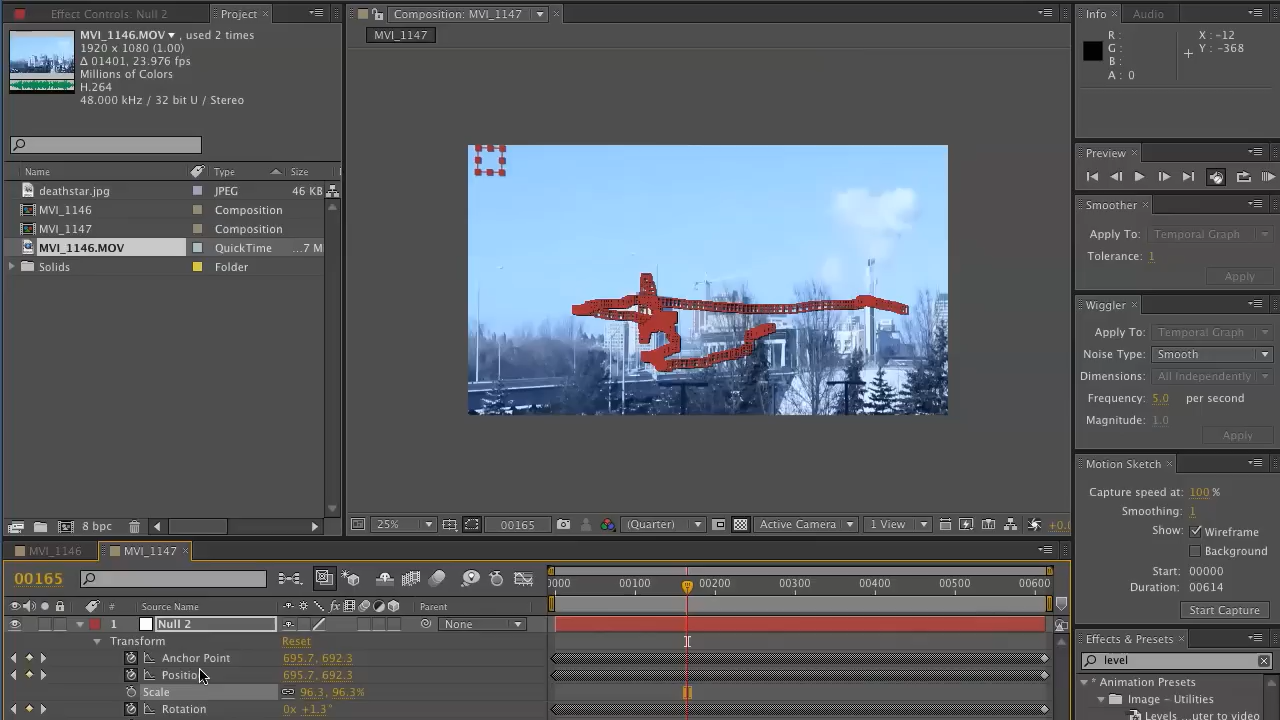 Effect Controls: Null 2
Project
MVI_1146.MOV▼, used 2 times
1920 x 1080 (1.00)
Δ 01401, 23.976 fps
Millions of Colors
H.264
48.000 kHz / 32 bit U / Stereo
Name Type Size
deathstar.jpg JPEG 46 KB
MVI_1146 Composition
MVI_1147 Composition
MVI_1146.MOV QuickTime ...7 M
Solids Folder
8 bpc
Composition: MVI_1147
MVI_1147
25% 00165 (Quarter) Active Camera 1 View +0.
Info Audio
R : X : -12
G : Y : -368
B :
A : 0
Preview
Smoother
Apply To: Temporal Graph
Tolerance: 1
Apply
Wiggler
Apply To: Temporal Graph
Noise Type: Smooth
Dimensions: All Independently
Frequency: 5.0 per second
Magnitude: 1.0
Apply
Motion Sketch
Capture speed at: 100 %
Smoothing: 1
Show: Wireframe
Background
Start: 00000
Duration: 00614
Start Capture
Effects & Presets
level
* Animation Presets
Image – Utilities
Levels ...uter to video
MVI_1146 MVI_1147
00165
0000 00100 00200 00300 00400 00500 00600
# Source Name Parent
1 Null 2 None
Transform Reset
Anchor Point 695.7, 692.3
Position 695.7, 692.3
Scale 96.3, 96.3%
Rotation 0x +1.3°